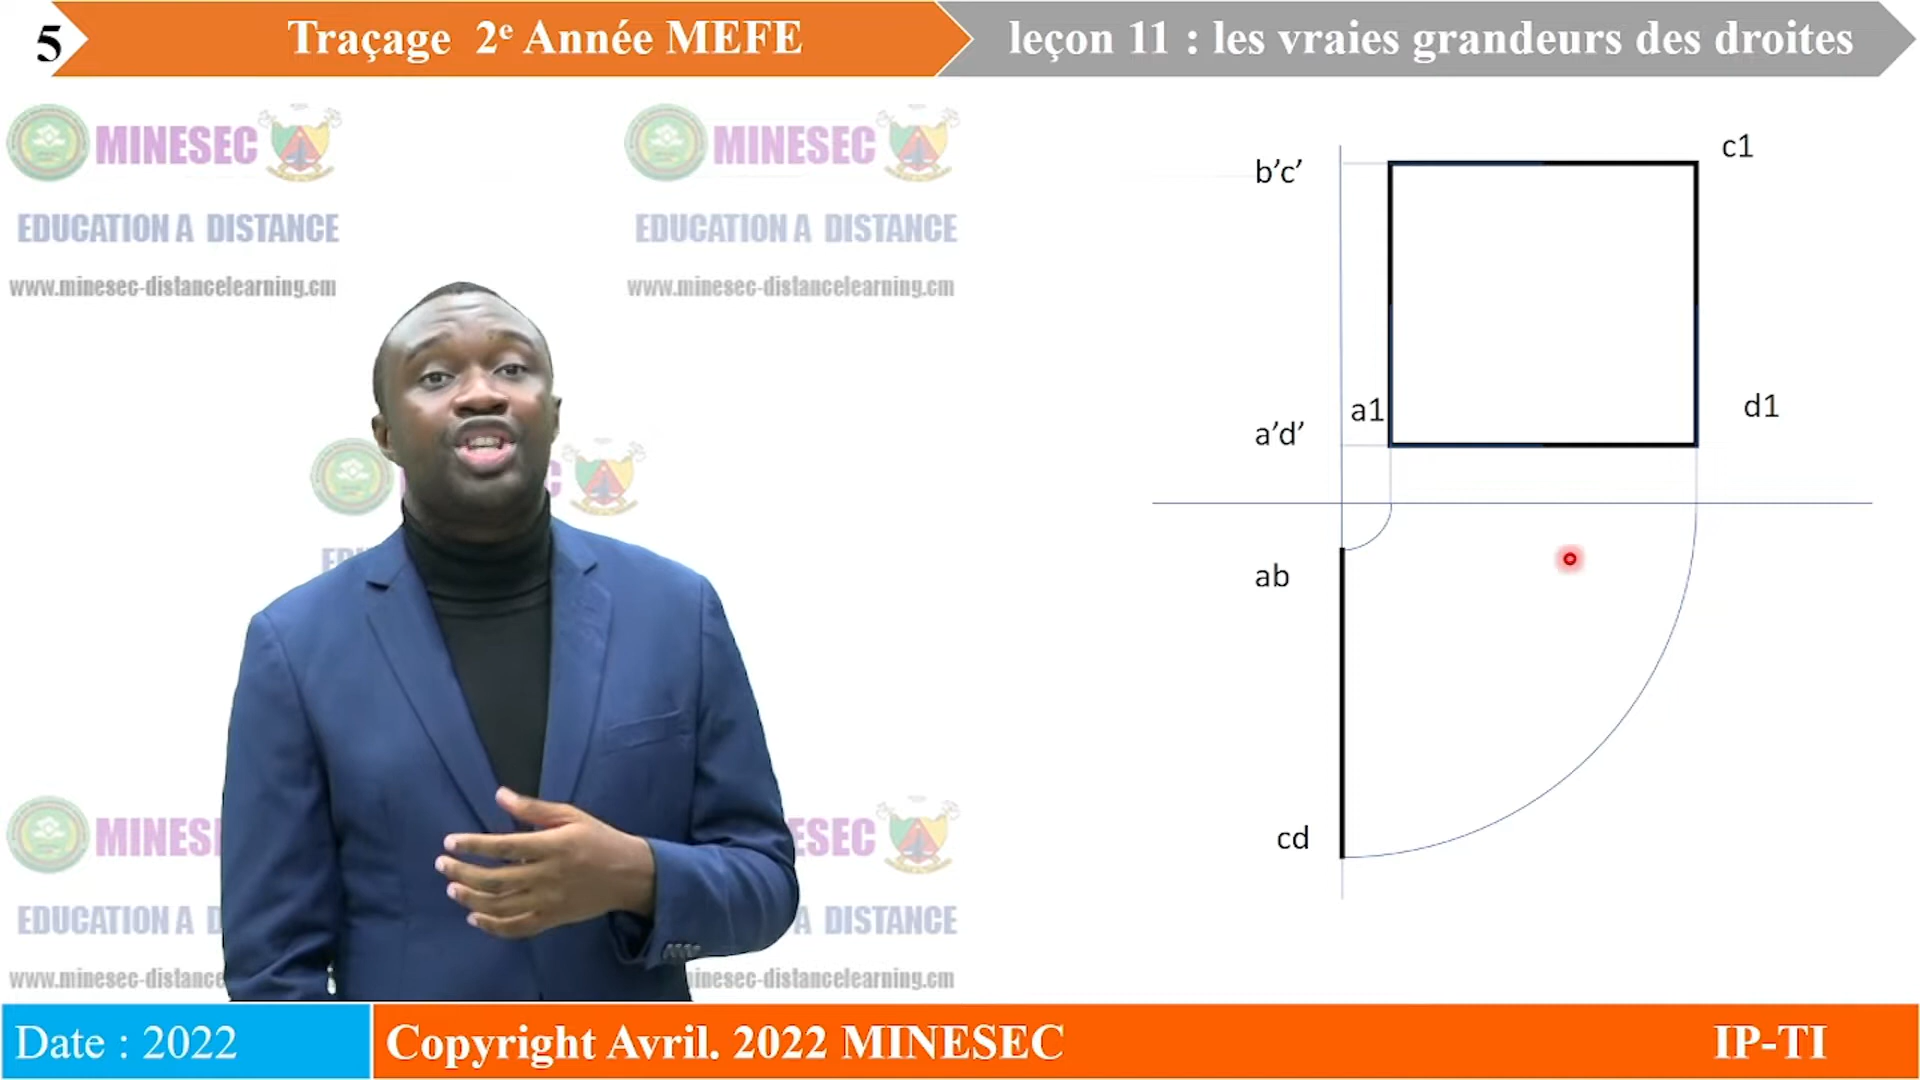 5
Traçage 2e Année MEFE
leçon 11 : les vraies grandeurs des droites
MINESEC
EDUCATION A DISTANCE
www.minesec-distancelearning.cm
MINESEC
EDUCATION A DISTANCE
www.minesec-distancelearning.cm
c1
b’c’
a1
d1
a’d’
ab
cd
MINES
EDUCATION A D
www.minesec-distance
ESEC
A DISTANCE
inesec-distancelearning.cm
Date : 2022
Copyright Avril. 2022 MINESEC
IP-TI